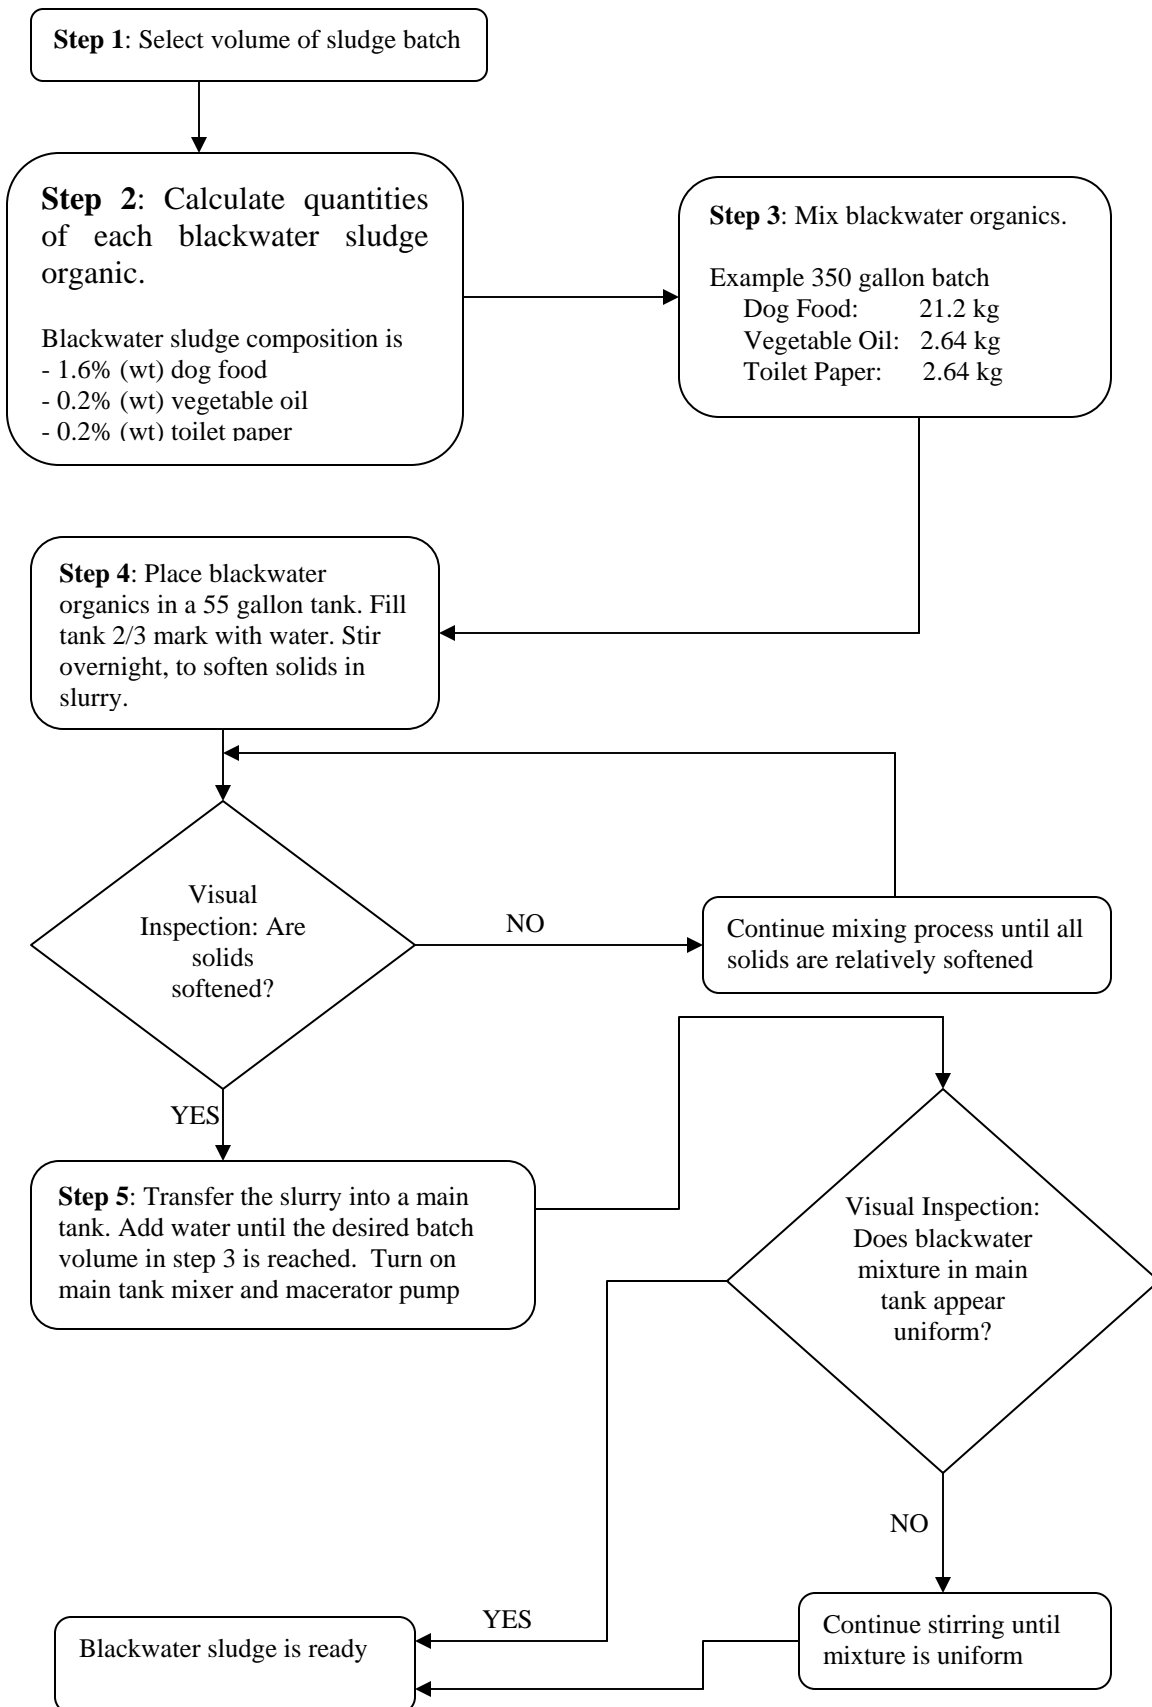 Step 1: Select volume of sludge batch
Step 2: Calculate quantities
of each blackwater sludge
organic.
Blackwater sludge composition is
- 1.6% (wt) dog food
- 0.2% (wt) vegetable oil
- 0.2% (wt) toilet paper
Step 3: Mix blackwater organics.
Example 350 gallon batch
Dog Food: 21.2 kg
Vegetable Oil: 2.64 kg
Toilet Paper: 2.64 kg
Step 4: Place blackwater
organics in a 55 gallon tank. Fill
tank 2/3 mark with water. Stir
overnight, to soften solids in
slurry.
Visual
Inspection: Are
solids
softened?
NO
Continue mixing process until all
solids are relatively softened
YES
Step 5: Transfer the slurry into a main
tank. Add water until the desired batch
volume in step 3 is reached.  Turn on
main tank mixer and macerator pump
Visual Inspection:
Does blackwater
mixture in main
tank appear
uniform?
NO
YES
Continue stirring until
mixture is uniform
Blackwater sludge is ready